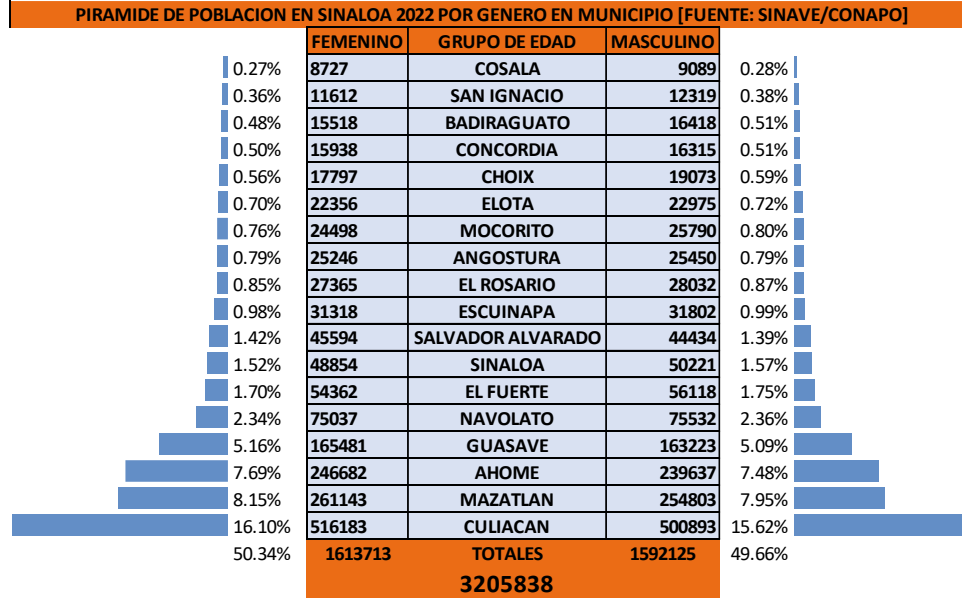 PIRAMIDE DE POBLACION EN SINALOA 2022 POR GENERO EN MUNICIPIO [FUENTE: SINAVE/CONAPO]
FEMENINO GRUPO DE EDAD MASCULINO
0.27% 8727 COSALA 9089 0.28%
0.36% 11612 SAN IGNACIO 12319 0.38%
0.48% 15518 BADIRAGUATO 16418 0.51%
0.50% 15938 CONCORDIA 16315 0.51%
0.56% 17797 CHOIX 19073 0.59%
0.70% 22356 ELOTA 22975 0.72%
0.76% 24498 MOCORITO 25790 0.80%
0.79% 25246 ANGOSTURA 25450 0.79%
0.85% 27365 EL ROSARIO 28032 0.87%
0.98% 31318 ESCUINAPA 31802 0.99%
1.42% 45594 SALVADOR ALVARADO 44434 1.39%
1.52% 48854 SINALOA 50221 1.57%
1.70% 54362 EL FUERTE 56118 1.75%
2.34% 75037 NAVOLATO 75532 2.36%
5.16% 165481 GUASAVE 163223 5.09%
7.69% 246682 AHOME 239637 7.48%
8.15% 261143 MAZATLAN 254803 7.95%
16.10% 516183 CULIACAN 500893 15.62%
50.34% 1613713 TOTALES 1592125 49.66%
3205838